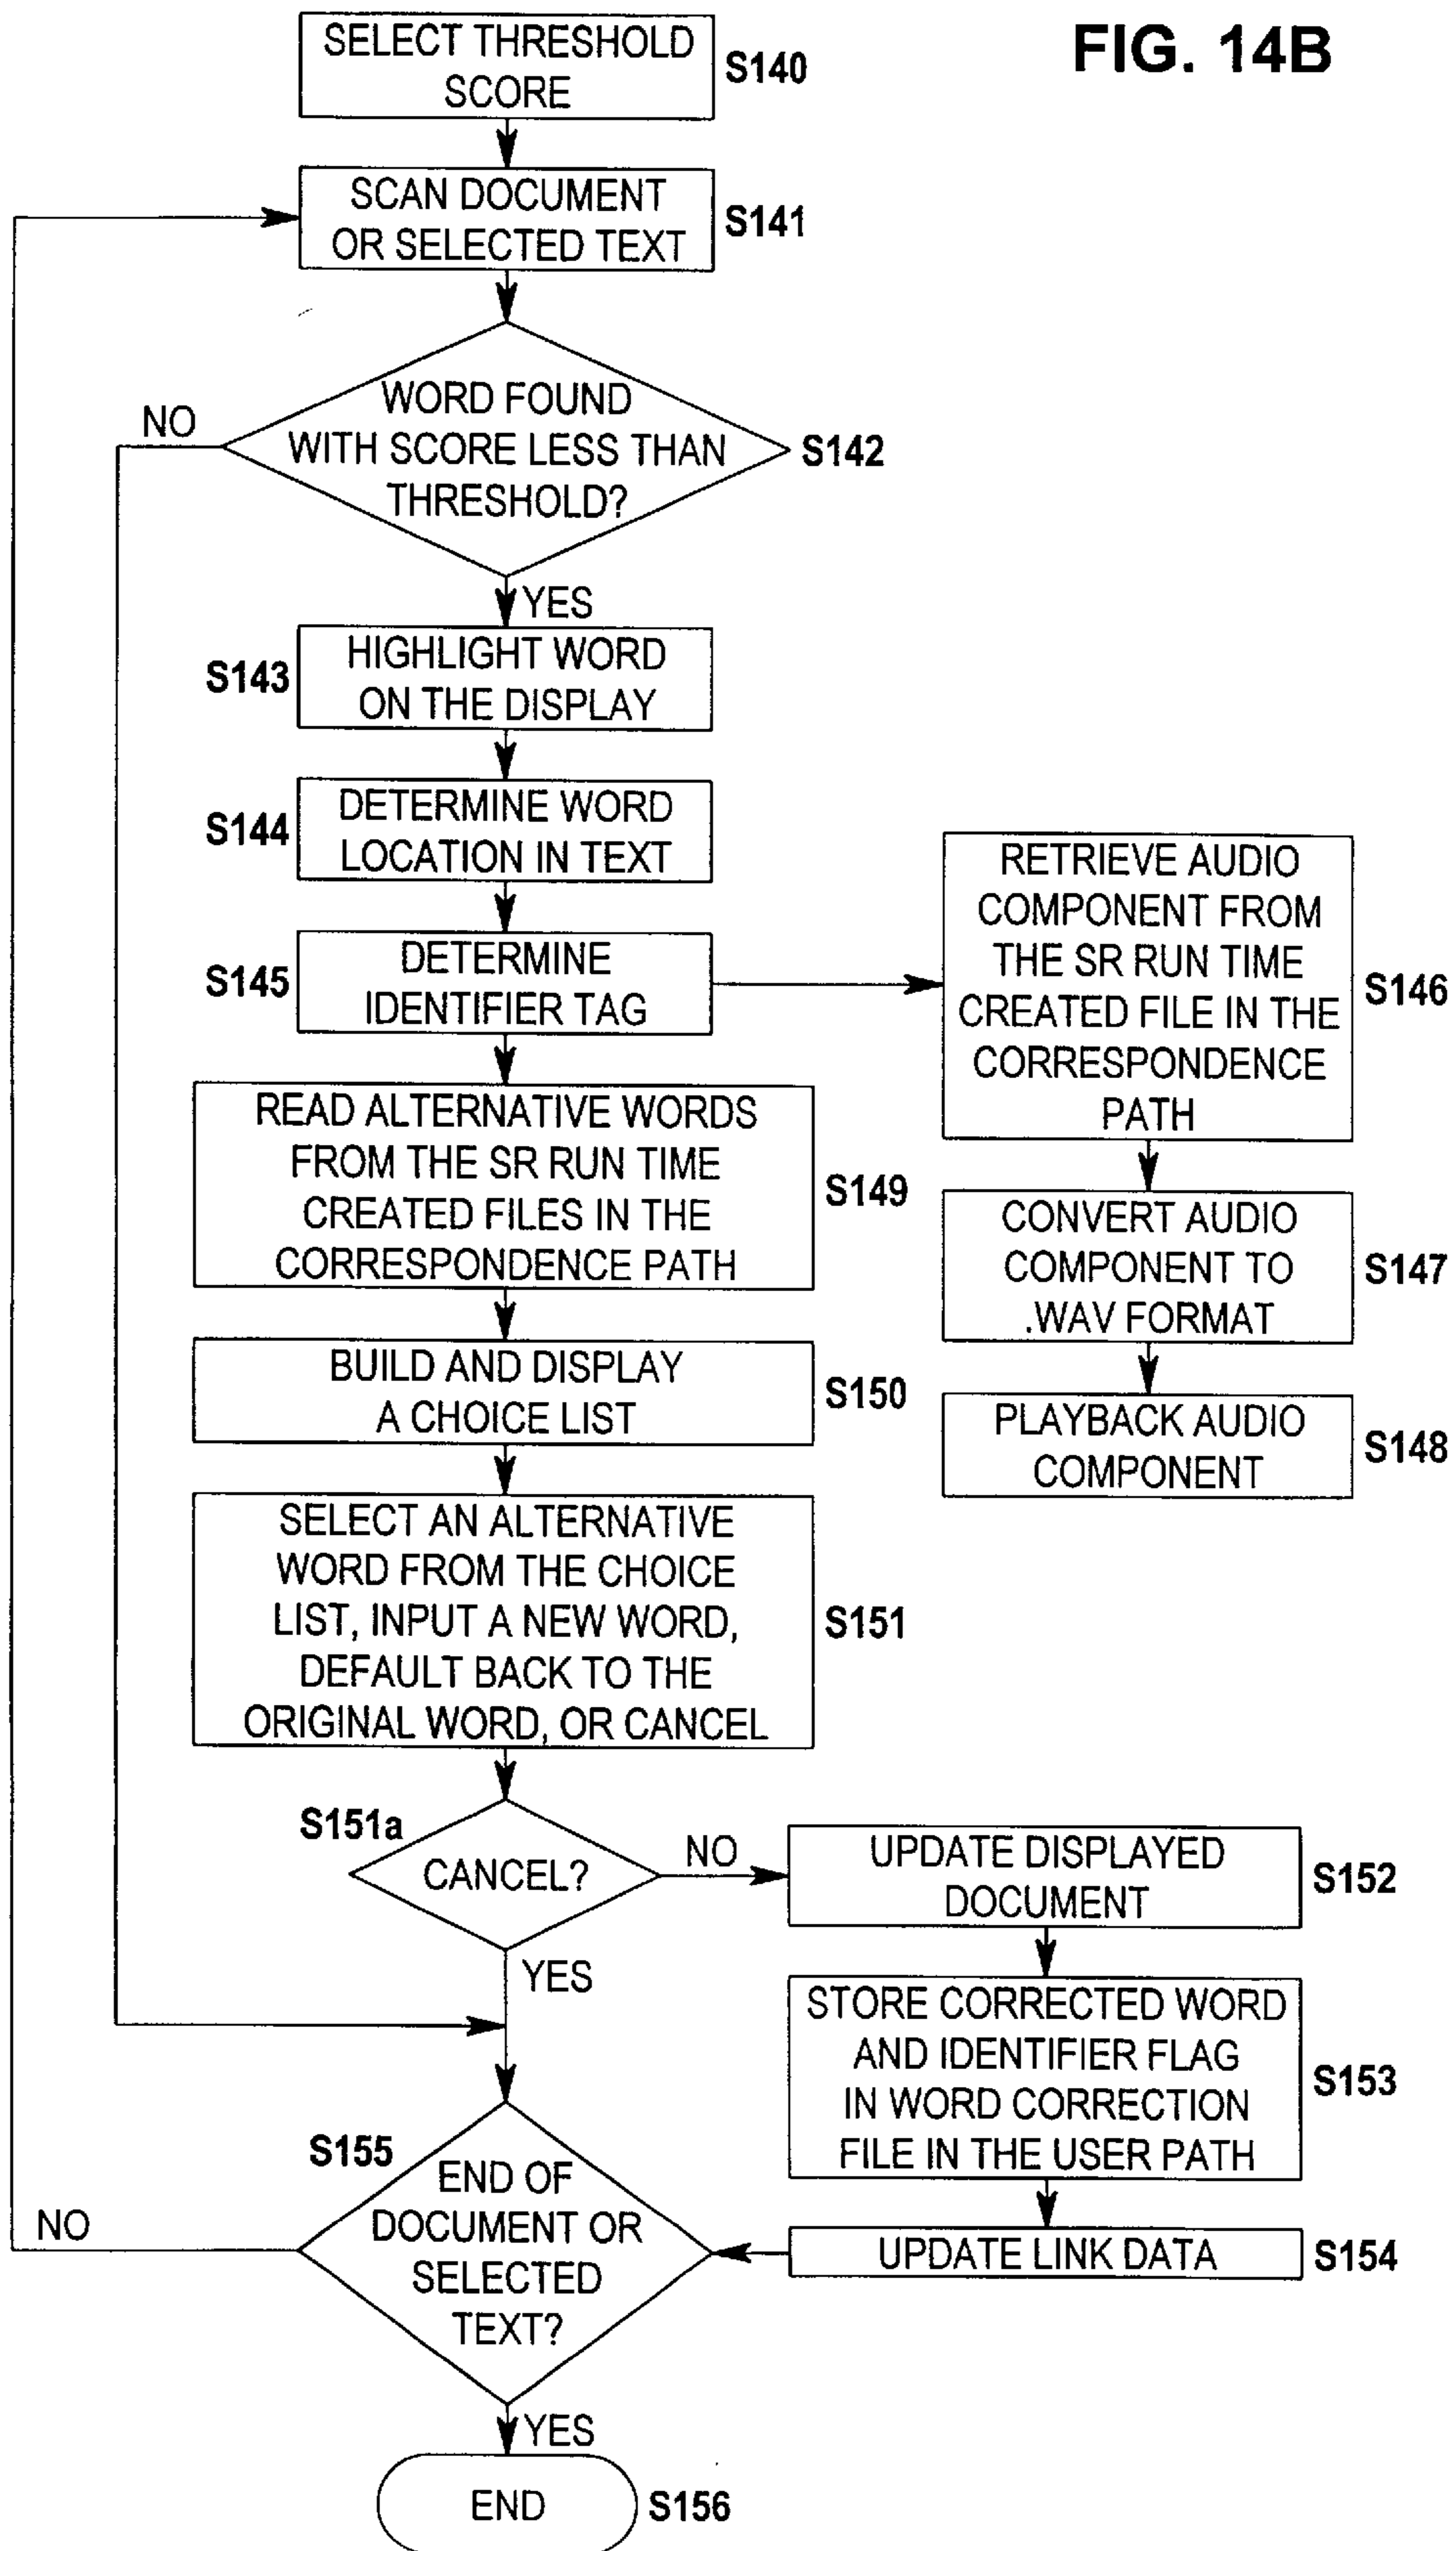 FIG. 14B
SELECT THRESHOLD
SCORE
S140
SCAN DOCUMENT
OR SELECTED TEXT
S141
WORD FOUND
WITH SCORE LESS THAN
THRESHOLD?
S142
NO
YES
HIGHLIGHT WORD
ON THE DISPLAY
S143
DETERMINE WORD
LOCATION IN TEXT
S144
DETERMINE
IDENTIFIER TAG
S145
RETRIEVE AUDIO
COMPONENT FROM
THE SR RUN TIME
CREATED FILE IN THE
CORRESPONDENCE
PATH
S146
CONVERT AUDIO
COMPONENT TO
.WAV FORMAT
S147
PLAYBACK AUDIO
COMPONENT
S148
READ ALTERNATIVE WORDS
FROM THE SR RUN TIME
CREATED FILES IN THE
CORRESPONDENCE PATH
S149
BUILD AND DISPLAY
A CHOICE LIST
S150
SELECT AN ALTERNATIVE
WORD FROM THE CHOICE
LIST, INPUT A NEW WORD,
DEFAULT BACK TO THE
ORIGINAL WORD, OR CANCEL
S151
S151a
CANCEL?
NO
YES
UPDATE DISPLAYED
DOCUMENT
S152
STORE CORRECTED WORD
AND IDENTIFIER FLAG
IN WORD CORRECTION
FILE IN THE USER PATH
S153
UPDATE LINK DATA
S154
S155
END OF
DOCUMENT OR
SELECTED
TEXT?
NO
YES
END
S156